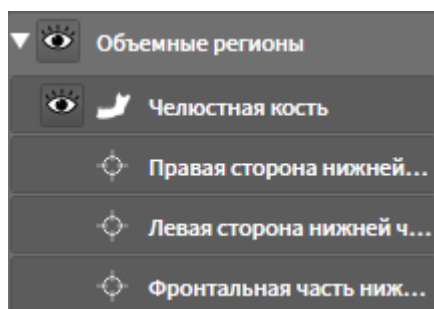 Объемные регионы
Челюстная кость
Правая сторона нижней...
Левая сторона нижней ч...
Фронтальная часть ниж...